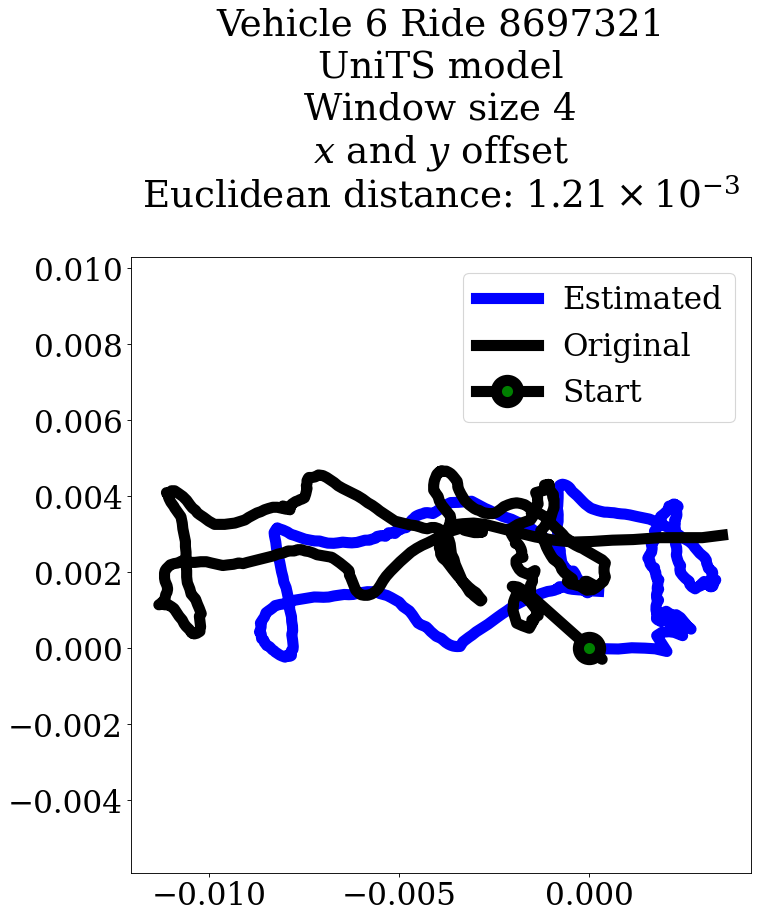 Vehicle 6 Ride 8697321
UniTS model
Window size 4
x and y offset
Euclidean distance: 1.21 × 10⁻³
0.010
0.008
0.006
0.004
0.002
0.000
−0.002
−0.004
Estimated
Original
Start
−0.010 −0.005 0.000